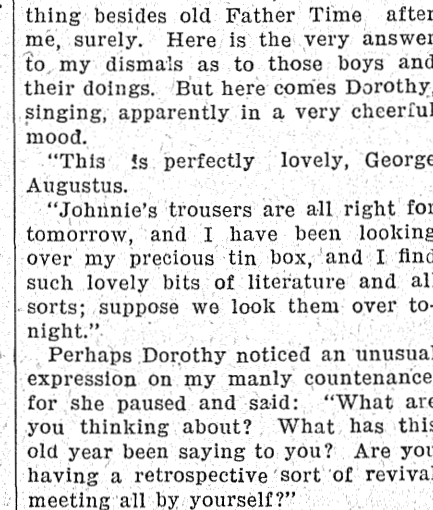 thing besides old Father Time after
me, surely. Here is the very answer
to my dismals as to those boys and
their doings. But here comes Dorothy,
singing, apparently in a very cheerful
mood.
"This is perfectly lovely, George
Augustus.
"Johnnie's trousers are all right for
tomorrow, and I have been looking
over my precious tin box, and I find
such lovely bits of literature and al
sorts; suppose we look them over to-
night."
Perhaps Dorothy noticed an unusual
expression on my manly countenance
for she paused and said: "What are
you thinking about? What has this
old year been saying to you? Are you
having a retrospective sort of revival
meeting all by yourself?"